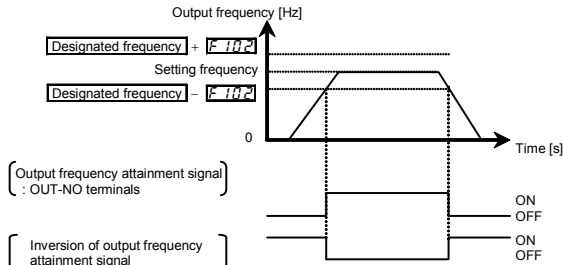 Output frequency [Hz]
Designated frequency + F 102
Setting frequency
Designated frequency − F 102
0
Time [s]
Output frequency attainment signal
: OUT-NO terminals
ON
OFF
Inversion of output frequency
attainment signal
ON
OFF